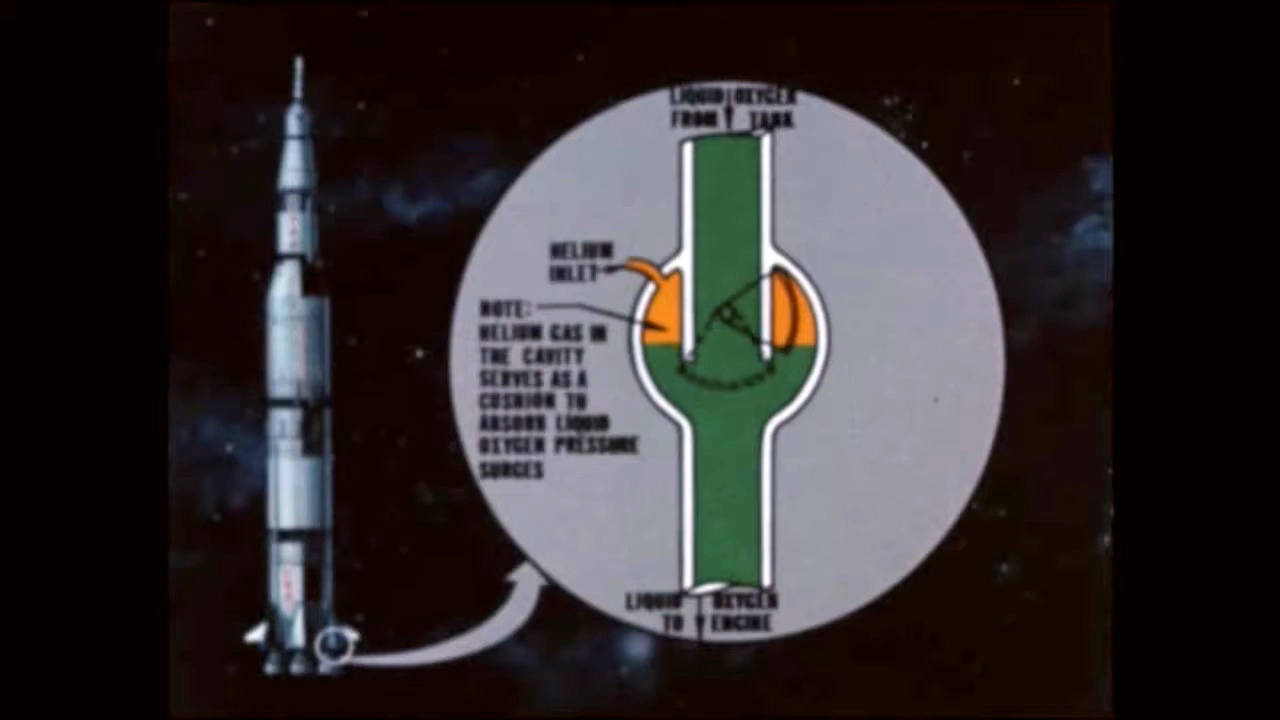 LIQUID OXYGEN
FROM TANK
HELIUM
INLET
NOTE:
HELIUM GAS IN
THE CAVITY
SERVES AS A
CUSHION TO
ABSORB LIQUID
OXYGEN PRESSURE
SURGES
LIQUID OXYGEN
TO ENGINE